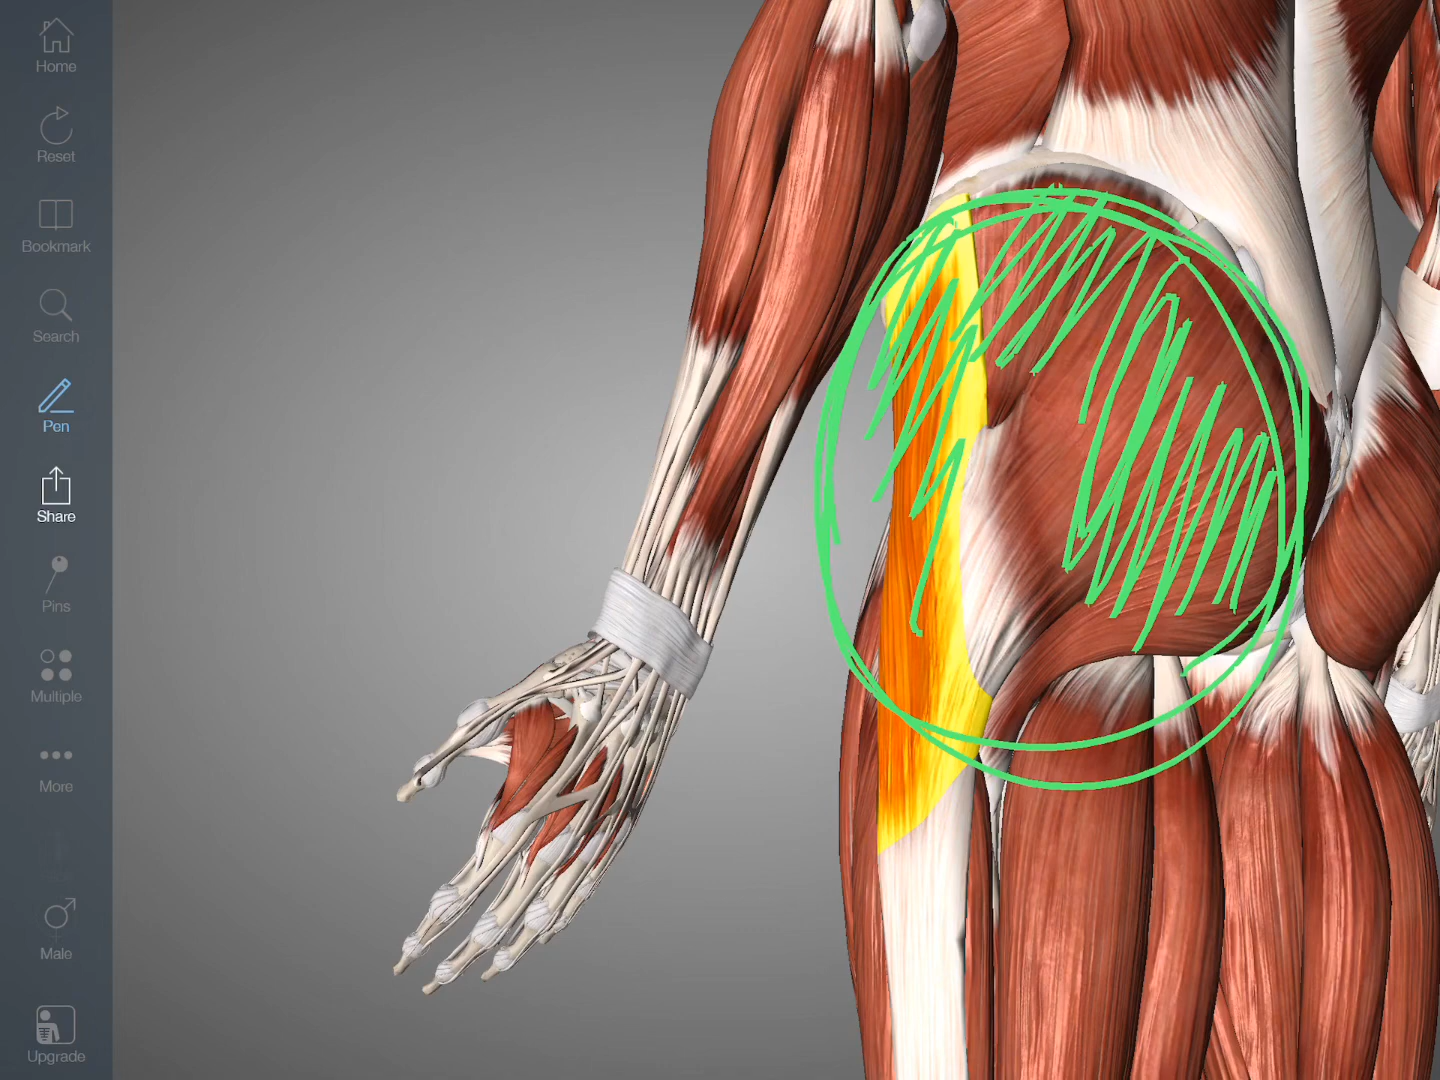 Home
Reset
Bookmark
Search
Pen
Share
Pins
Multiple
More
Male
Upgrade